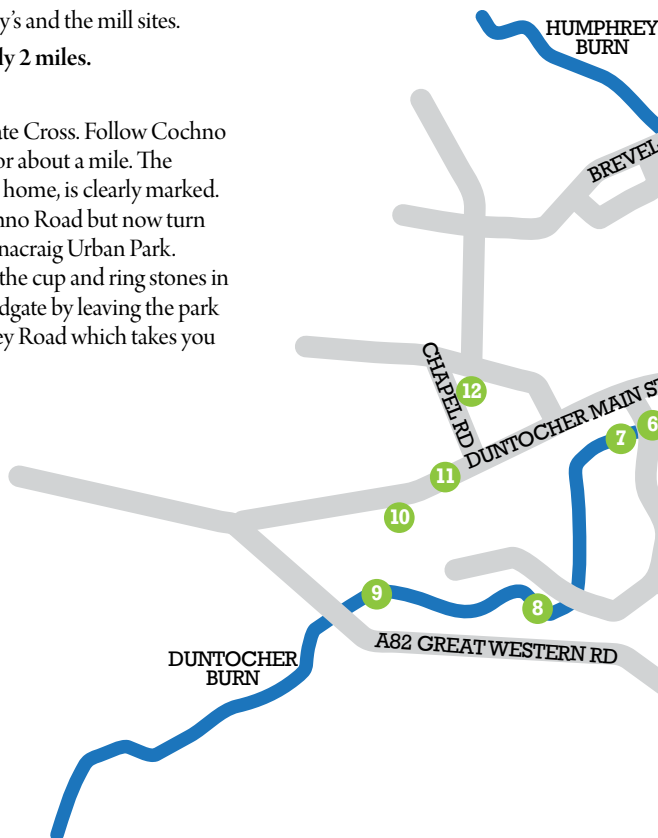 y's and the mill sites.
ly 2 miles.
ate Cross. Follow Cochno
or about a mile. The
home, is clearly marked.
hno Road but now turn
nacraig Urban Park.
the cup and ring stones in
dgate by leaving the park
ey Road which takes you
HUMPHREY
BURN
BREVEL
CHAPEL RD
12
DUNTOCHER MAIN ST
6
7
11
10
9
8
A82 GREAT WESTERN RD
DUNTOCHER
BURN